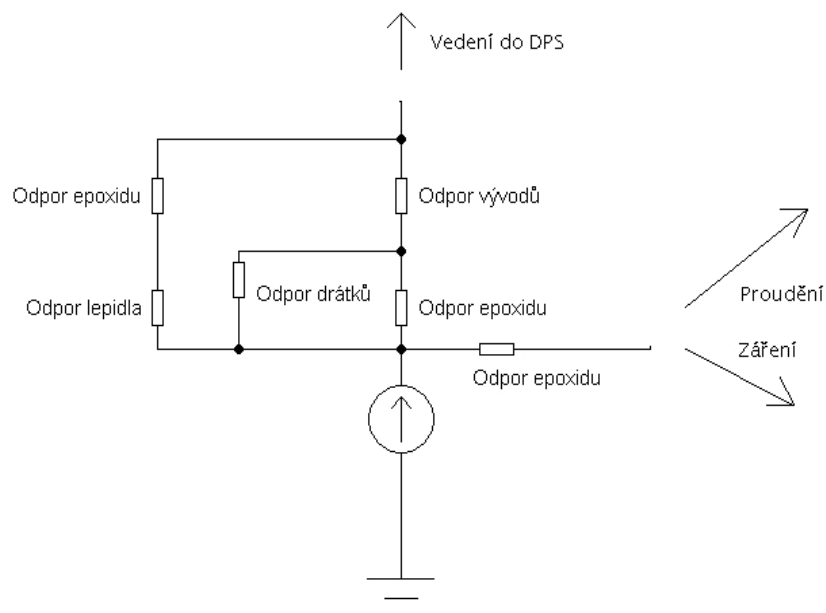 Vedení do DPS
Odpor epoxidu
Odpor vývodů
Odpor drátků
Proudění
Odpor lepidla
Odpor epoxidu
Záření
Odpor epoxidu